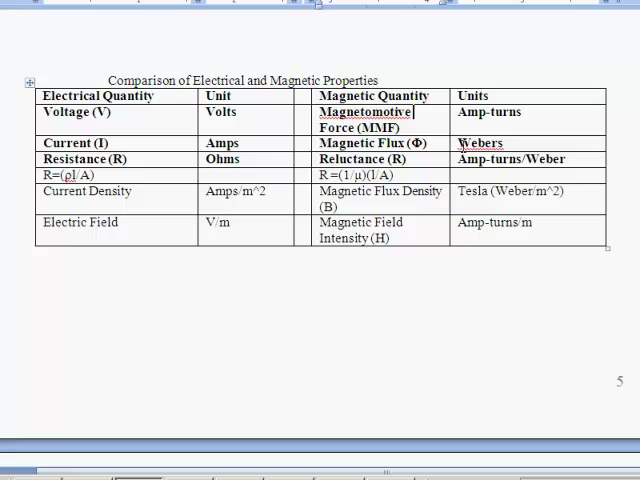 Comparison of Electrical and Magnetic Properties
Electrical Quantity Unit Magnetic Quantity Units
Voltage (V) Volts Magnetomotive Amp-turns
Force (MMF)
Current (I) Amps Magnetic Flux (Φ) Webers
Resistance (R) Ohms Reluctance (R) Amp-turns/Weber
R=(ρl/A) R =(1/µ)(l/A)
Current Density Amps/m^2 Magnetic Flux Density Tesla (Weber/m^2)
(B)
Electric Field V/m Magnetic Field Amp-turns/m
Intensity (H)
5